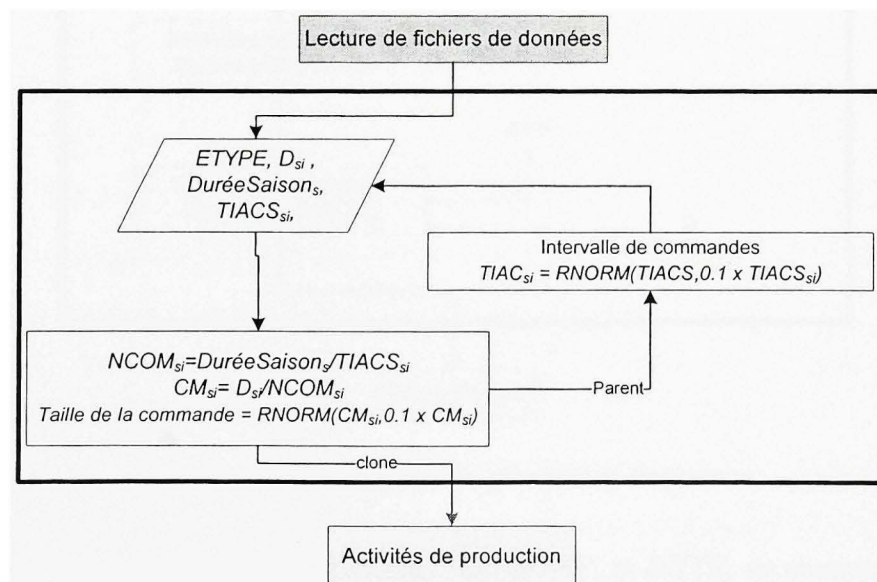 Lecture de fichiers de données
ETYPE, Dsi ,
DuréeSaisons,
TIACSsi,
Intervalle de commandes
TIACsi = RNORM(TIACS,0.1 x TIACSsi)
NCOMsi=DuréeSaisons/TIACSsi
CMsi= Dsi/NCOMsi
Taille de la commande = RNORM(CMsi,0.1 x CMsi)
Parent
clone
Activités de production